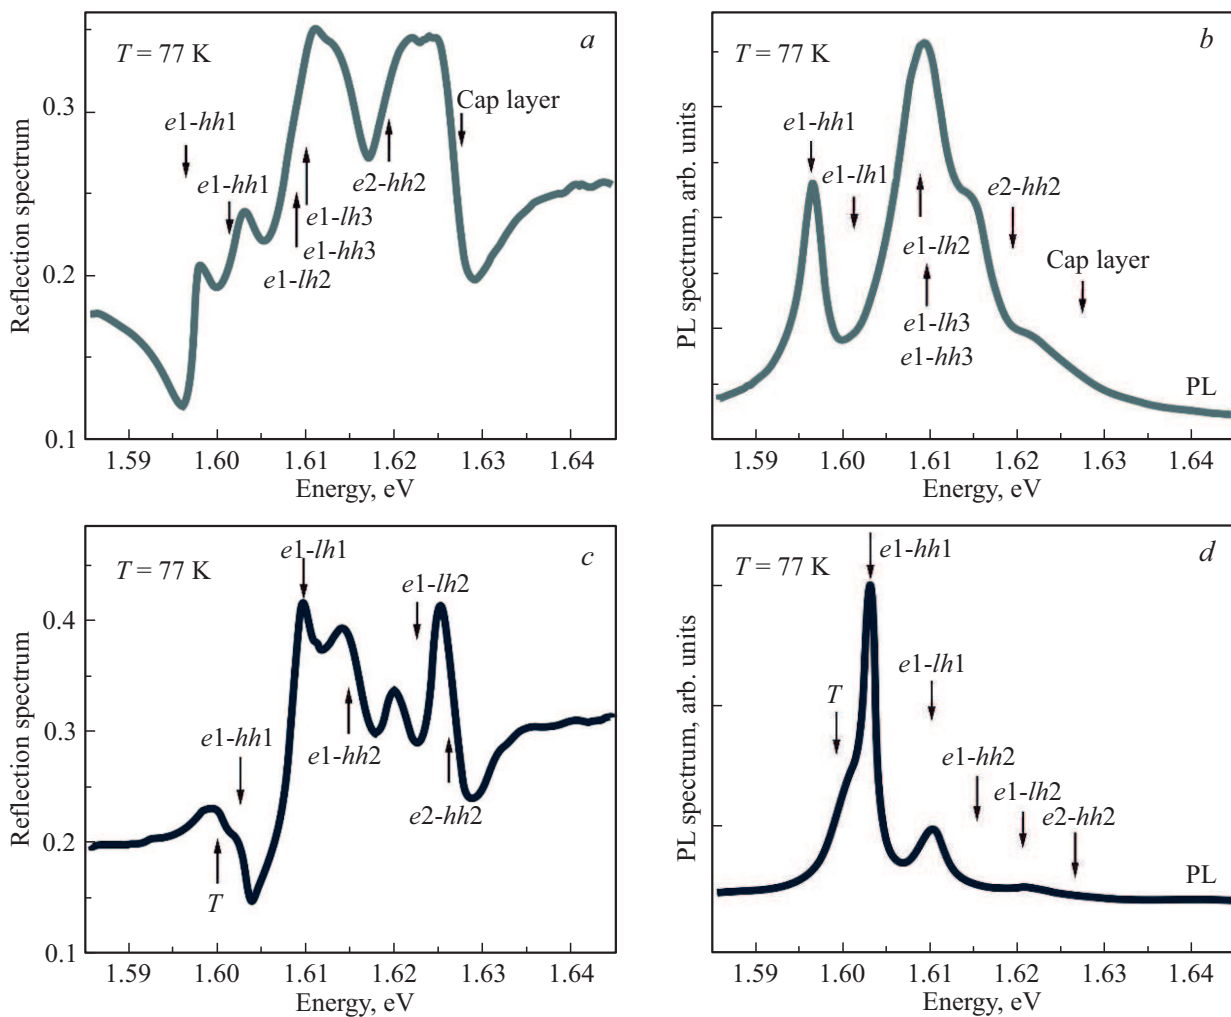 T = 77 K
a
Reflection spectrum
0.3
0.2
0.1
e1-hh1
e1-hh1
e1-lh3
e1-hh3
e1-lh2
e2-hh2
Cap layer
1.59 1.60 1.61 1.62 1.63 1.64
Energy, eV
T = 77 K
b
PL spectrum, arb. units
e1-hh1
e1-lh1
e1-lh2
e1-lh3
e1-hh3
e2-hh2
Cap layer
PL
1.59 1.60 1.61 1.62 1.63 1.64
Energy, eV
T = 77 K
c
Reflection spectrum
0.4
0.3
0.2
0.1
e1-lh1
e1-lh2
e1-hh1
e1-hh2
e2-hh2
T
1.59 1.60 1.61 1.62 1.63 1.64
Energy, eV
T = 77 K
d
PL spectrum, arb. units
e1-hh1
e1-lh1
T
e1-hh2
e1-lh2
e2-hh2
PL
1.59 1.60 1.61 1.62 1.63 1.64
Energy, eV